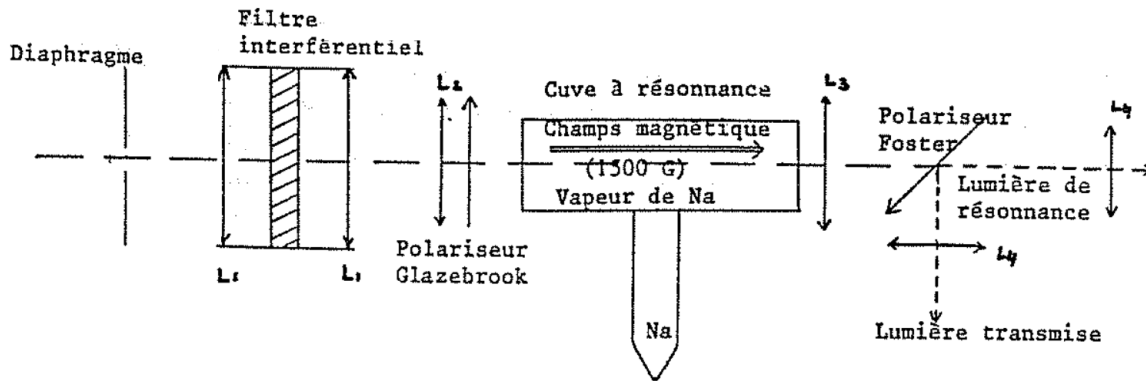 Filtre
interférentiel
Diaphragme
L₁
L₁
L₂
Polariseur
Glazebrook
Cuve à résonnance
Champs magnétique
(1500 G)
Vapeur de Na
Na
L₃
Polariseur
Foster
L₄
Lumière de
résonnance
L₄
Lumière transmise